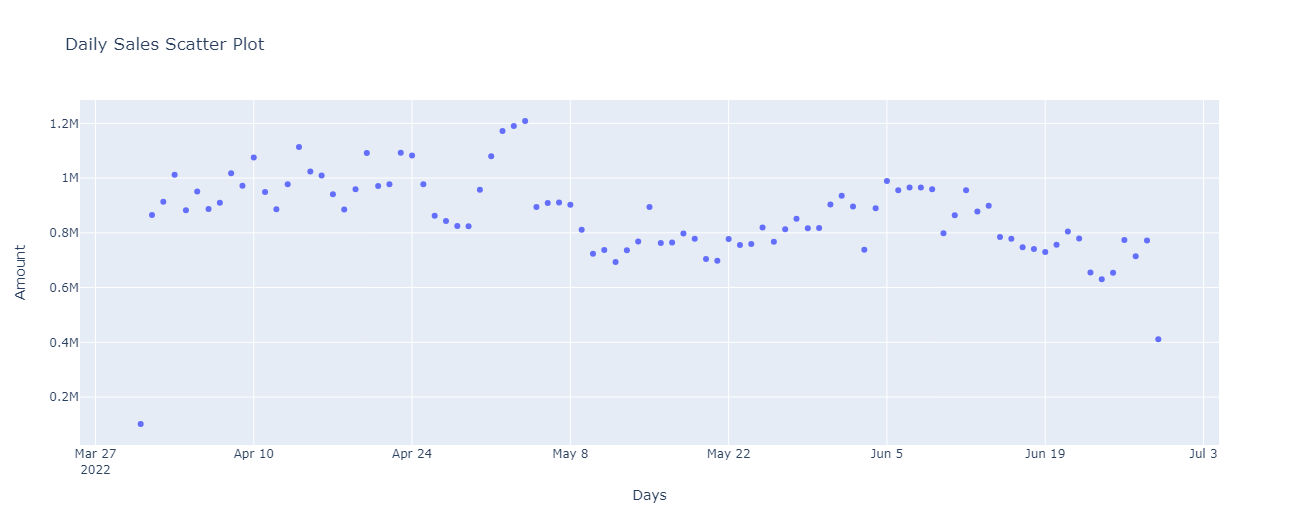 Daily Sales Scatter Plot
1.2M
1M
0.8M
0.6M
0.4M
0.2M
Amount
Mar 27 Apr 10 Apr 24 May 8 May 22 Jun 5 Jun 19 Jul 3
2022
Days